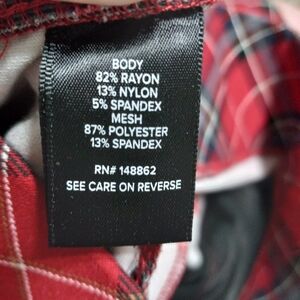 BODY
82% RAYON
13% NYLON
5% SPANDEX
MESH
87% POLYESTER
13% SPANDEX
RN# 148862
SEE CARE ON REVERSE